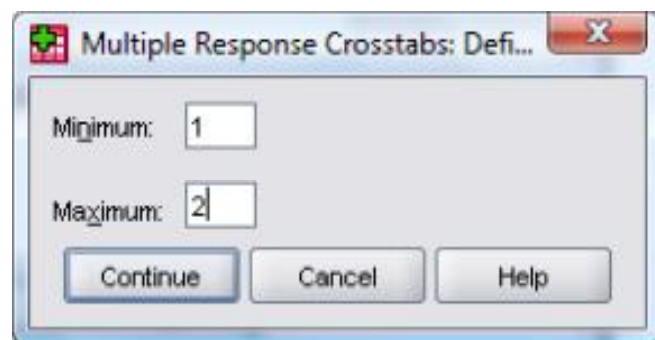 Multiple Response Crosstabs: Defi...
Minimum: 1
Maximum: 2
Continue Cancel Help